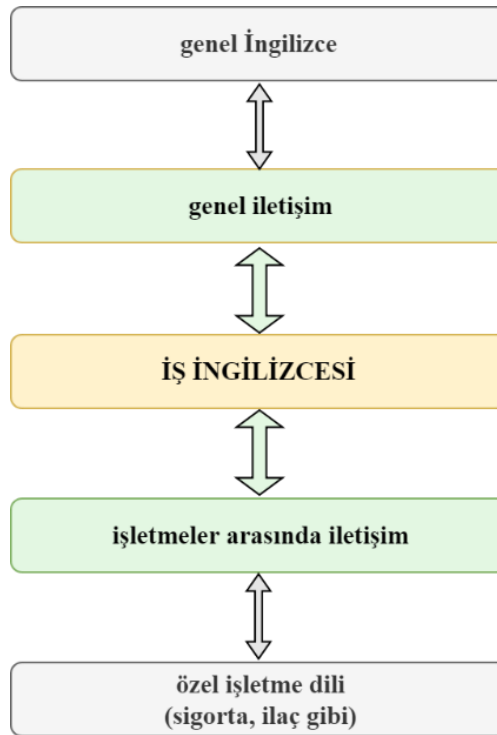 genel İngilizce
genel iletişim
İŞ İNGİLİZCESİ
işletmeler arasında iletişim
özel işletme dili
(sigorta, ilaç gibi)